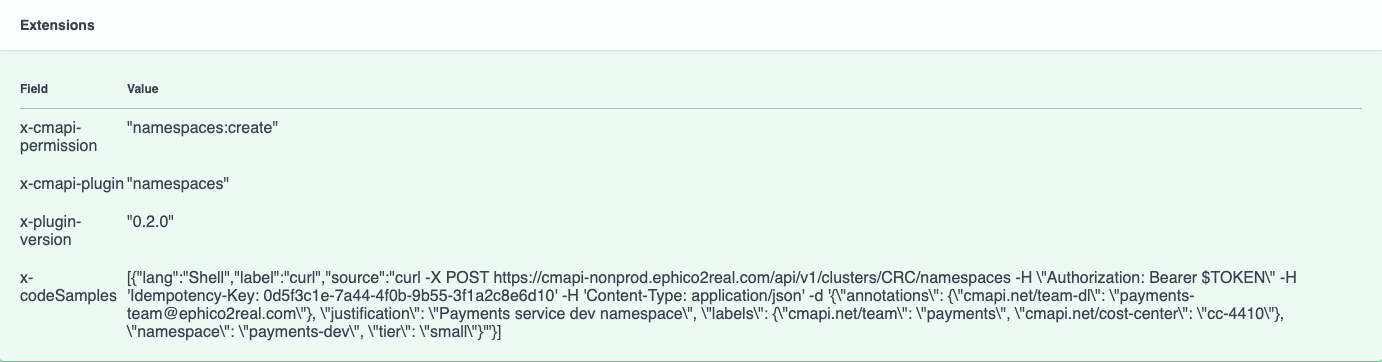 Extensions
Field Value
x-cmapi-
permission "namespaces:create"
x-cmapi-plugin "namespaces"
x-plugin-
version "0.2.0"
x-
codeSamples
[{"lang":"Shell","label":"curl","source":"curl -X POST https://cmapi-nonprod.ephico2real.com/api/v1/clusters/CRC/namespaces -H \"Authorization: Bearer $TOKEN\" -H
'Idempotency-Key: 0d5f3c1e-7a44-4f0b-9b55-3f1a2c8e6d10' -H 'Content-Type: application/json' -d '{\"annotations\": {\"cmapi.net/team-dl\": \"payments-
team@ephico2real.com\"}, \"justification\": \"Payments service dev namespace\", \"labels\": {\"cmapi.net/team\": \"payments\", \"cmapi.net/cost-center\": \"cc-4410\"},
\"namespace\": \"payments-dev\", \"tier\": \"small\"}'"}]